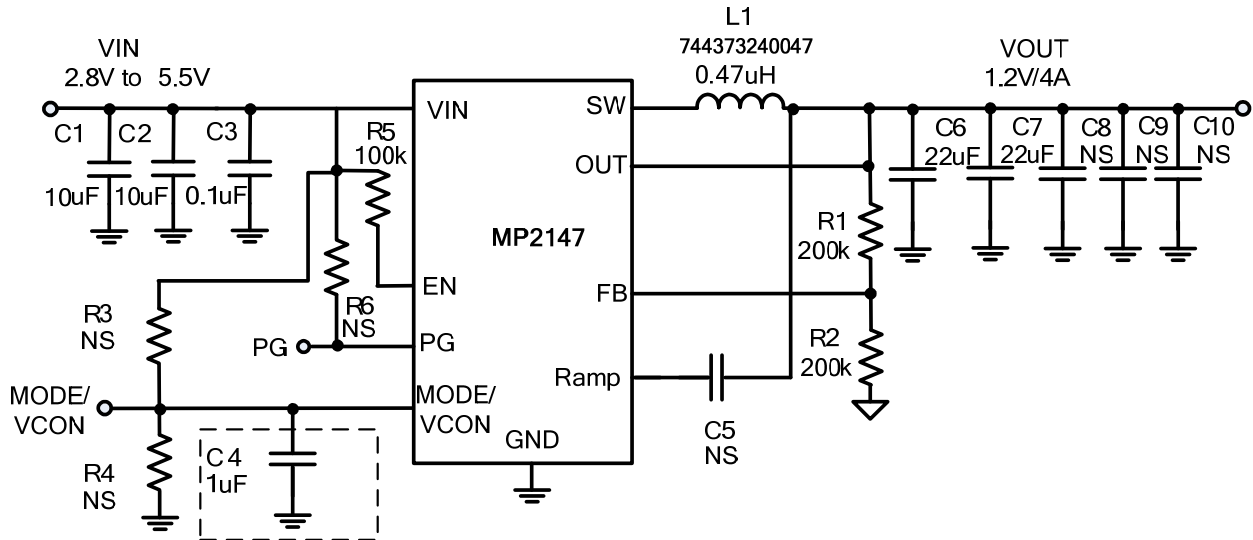 L1
744373240047
0.47uH
VIN
2.8V to 5.5V
VOUT
1.2V/4A
C1
10uF
C2
10uF
C3
0.1uF
R5
100k
VIN
SW
OUT
MP2147
EN
FB
PG
Ramp
MODE/
VCON
GND
C6
22uF
C7
22uF
C8
NS
C9
NS
C10
NS
R1
200k
R2
200k
R3
NS
R6
NS
PG
MODE/
VCON
R4
NS
C4
1uF
C5
NS